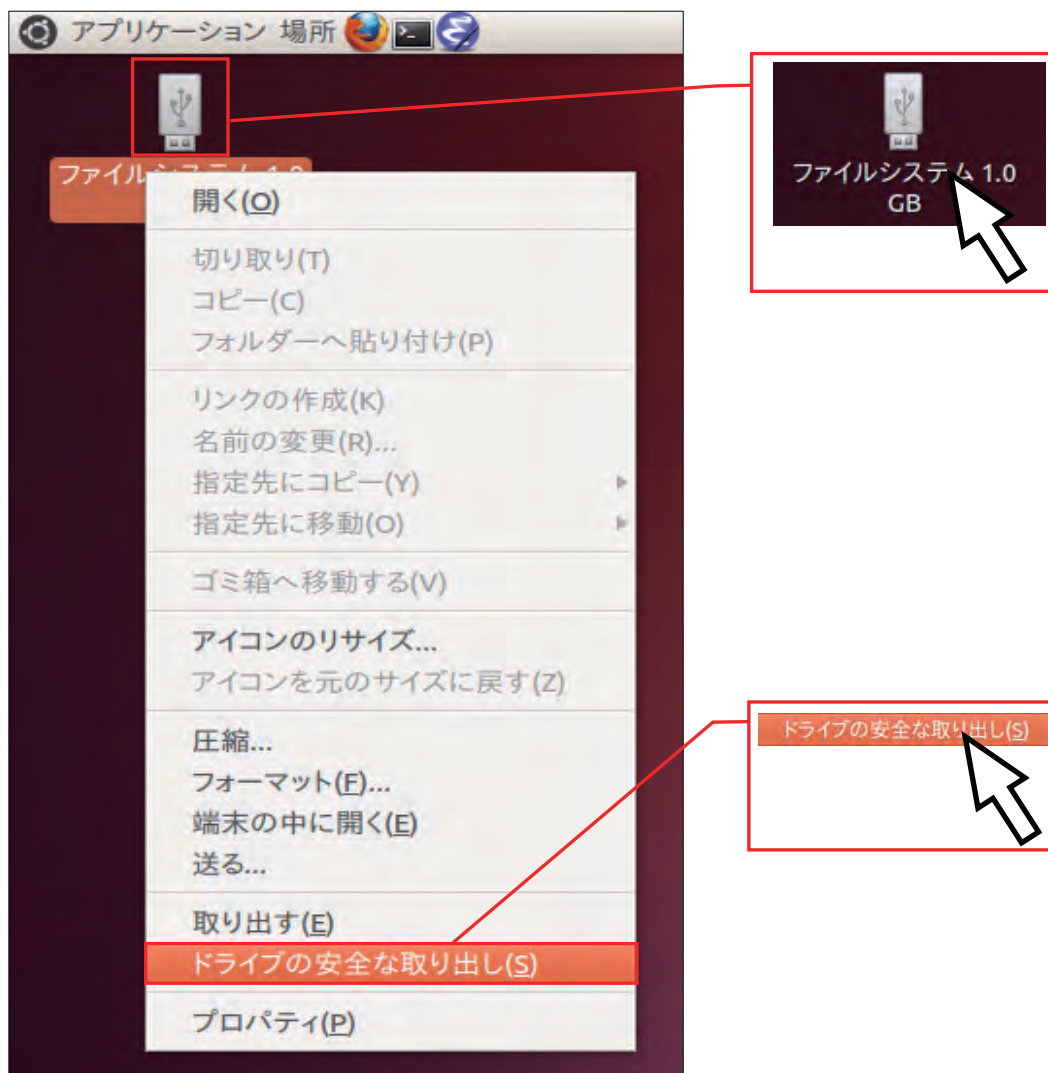 アプリケーション 場所
ファイルシステム 1.0
開く(O)
切り取り(T)
コピー(C)
フォルダーへ貼り付け(P)
リンクの作成(K)
名前の変更(R)...
指定先にコピー(Y)
指定先に移動(O)
ゴミ箱へ移動する(V)
アイコンのリサイズ...
アイコンを元のサイズに戻す(Z)
圧縮...
フォーマット(F)...
端末の中に開く(E)
送る...
取り出す(E)
ドライブの安全な取り出し(S)
プロパティ(P)
ファイルシステム 1.0
GB
ドライブの安全な取り出し(S)